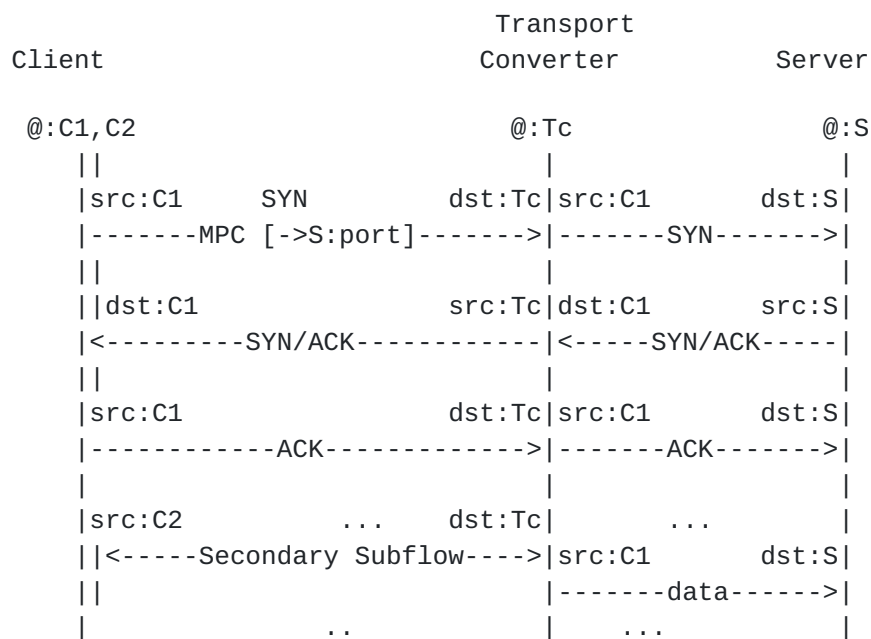 Transport
Client                       Converter          Server

 @:C1,C2                       @:Tc                 @:S
    ||                           |                   |
    |src:C1     SYN        dst:Tc|src:C1       dst:S|
    |-------MPC [->S:port]------->|-------SYN------->|
    ||                           |                   |
    ||dst:C1               src:Tc|dst:C1       src:S|
    |<---------SYN/ACK------------|<-----SYN/ACK-----|
    ||                           |                   |
    |src:C1                dst:Tc|src:C1       dst:S|
    |------------ACK------------->|-------ACK------->|
    |                            |                   |
    |src:C2          ...   dst:Tc|       ...         |
    ||<-----Secondary Subflow---->|src:C1       dst:S|
    ||                           |-------data------>|
    |               ..           |    ...            |